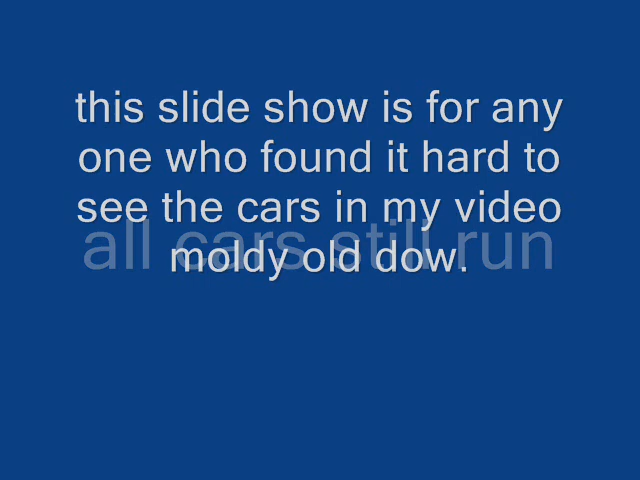 this slide show is for any
one who found it hard to
see the cars in my video
all cars still run
moldy old dow.